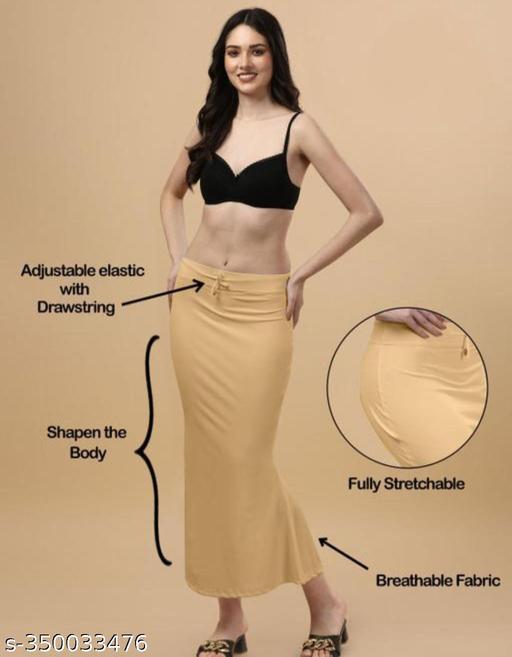 Adjustable elastic
with
Drawstring
Shapen the
Body
Fully Stretchable
Breathable Fabric
s-350033476